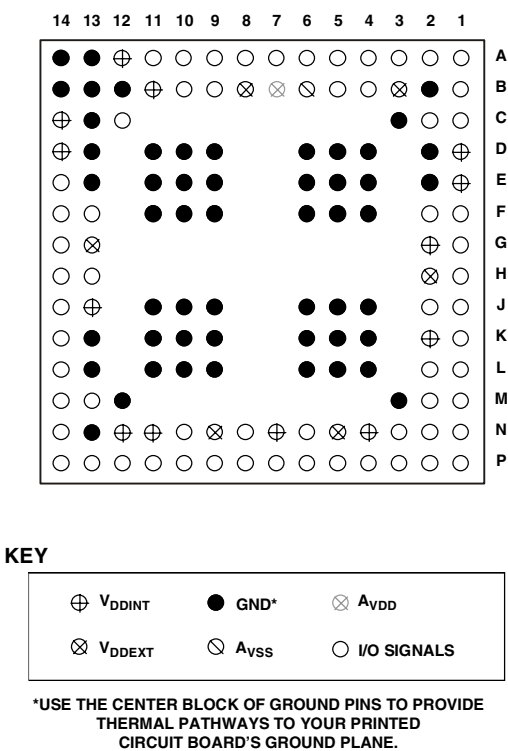 14 13 12 11 10 9 8 7 6 5 4 3 2 1
A
B
C
D
E
F
G
H
J
K
L
M
N
P
KEY
VDDINT GND* AVDD
VDDEXT AVSS I/O SIGNALS
*USE THE CENTER BLOCK OF GROUND PINS TO PROVIDE
THERMAL PATHWAYS TO YOUR PRINTED
CIRCUIT BOARD'S GROUND PLANE.